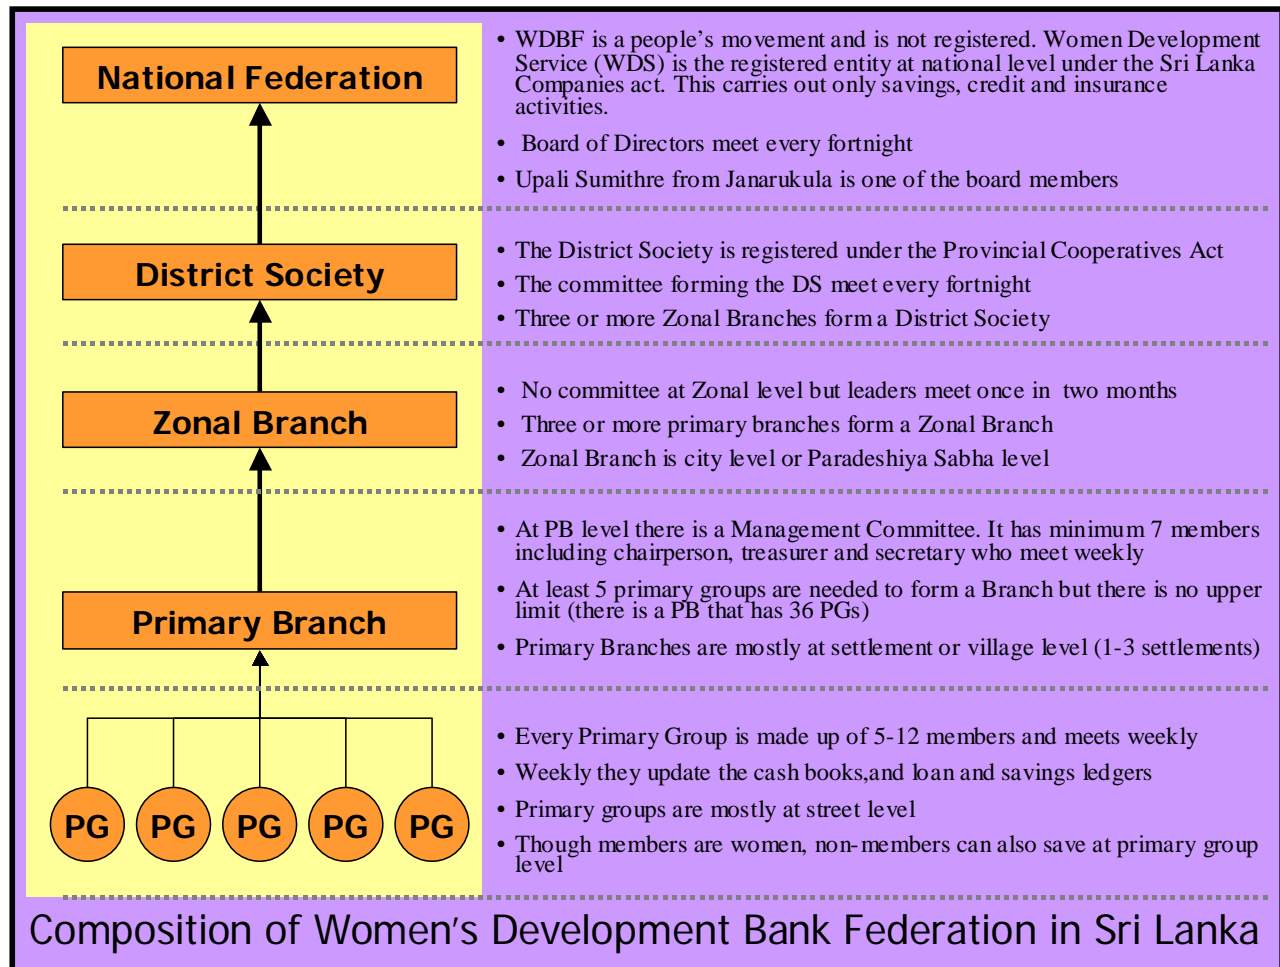 National Federation
• WDBF is a people's movement and is not registered. Women Development
Service (WDS) is the registered entity at national level under the Sri Lanka
Companies act. This carries out only savings, credit and insurance
activities.
• Board of Directors meet every fortnight
• Upali Sumithre from Janarukula is one of the board members
District Society
• The District Society is registered under the Provincial Cooperatives Act
• The committee forming the DS meet every fortnight
• Three or more Zonal Branches form a District Society
Zonal Branch
• No committee at Zonal level but leaders meet once in two months
• Three or more primary branches form a Zonal Branch
• Zonal Branch is city level or Paradeshiya Sabha level
Primary Branch
• At PB level there is a Management Committee. It has minimum 7 members
including chairperson, treasurer and secretary who meet weekly
• At least 5 primary groups are needed to form a Branch but there is no upper
limit (there is a PB that has 36 PGs)
• Primary Branches are mostly at settlement or village level (1-3 settlements)
PG PG PG PG PG
• Every Primary Group is made up of 5-12 members and meets weekly
• Weekly they update the cash books,and loan and savings ledgers
• Primary groups are mostly at street level
• Though members are women, non-members can also save at primary group
level
Composition of Women's Development Bank Federation in Sri Lanka